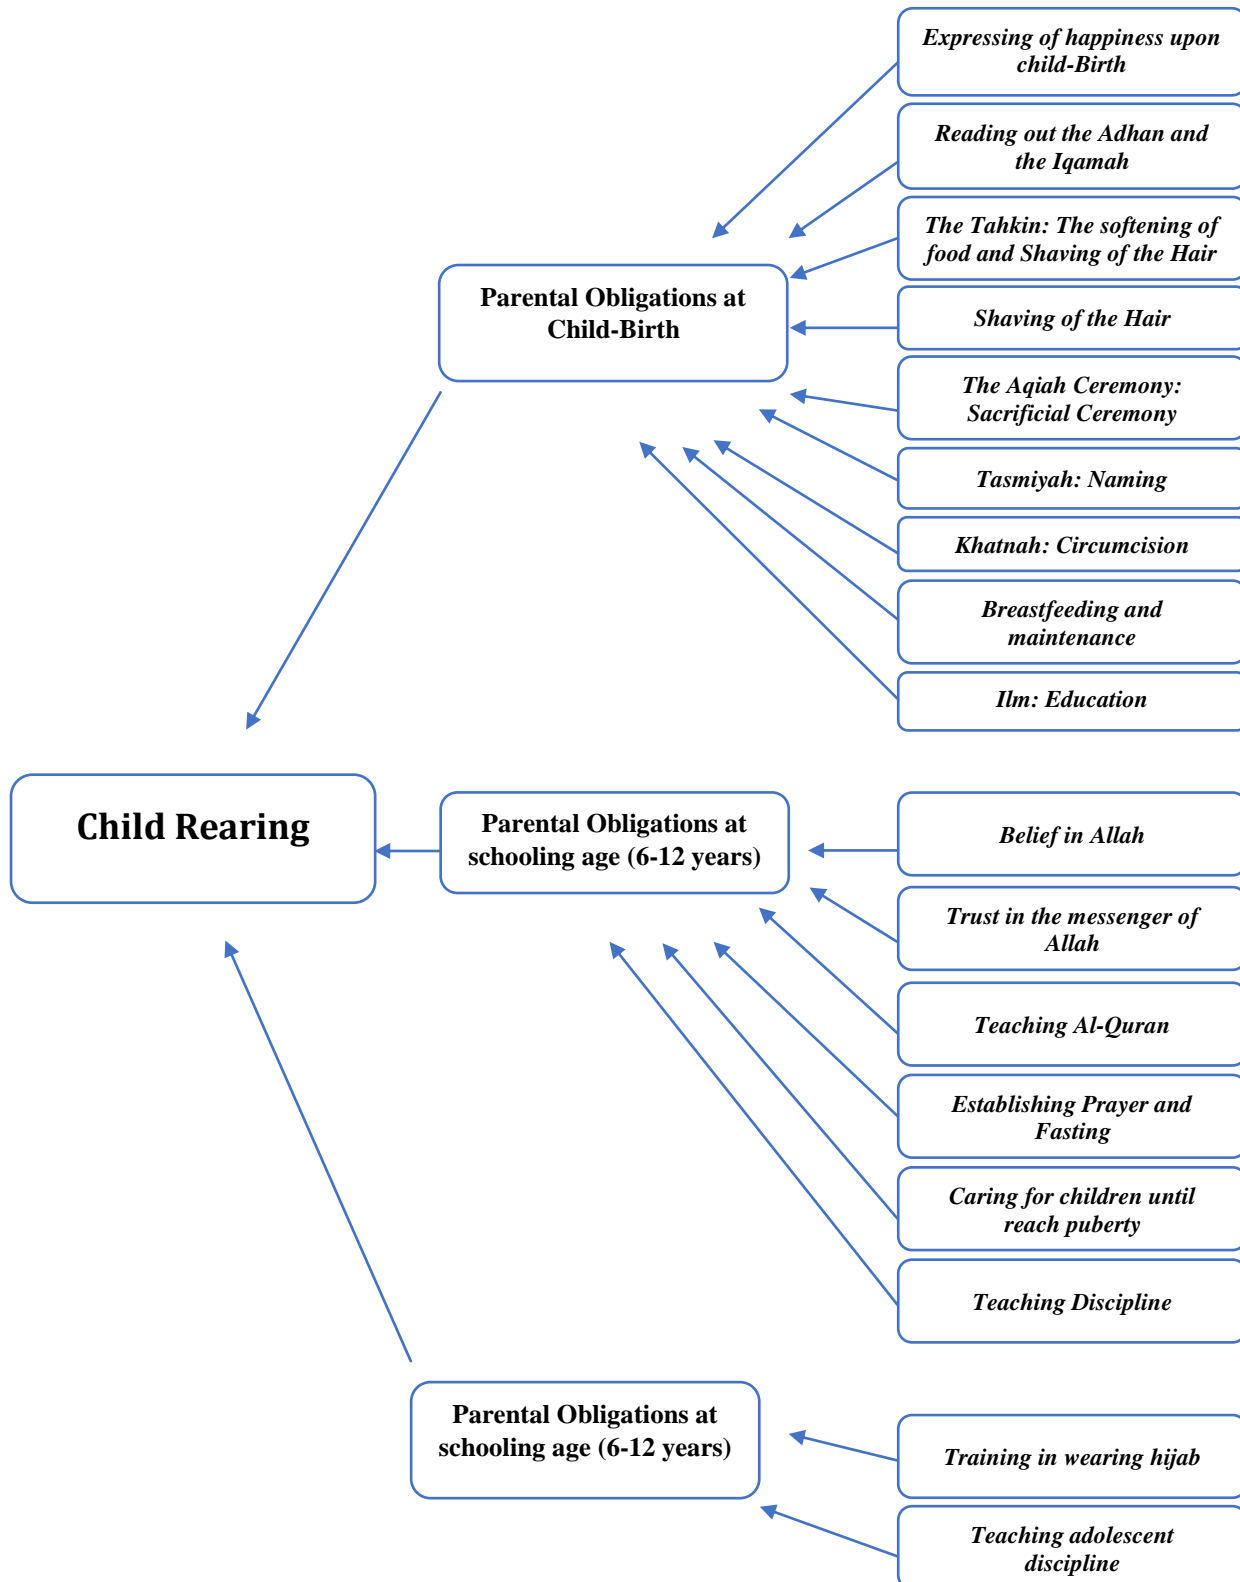 Expressing of happiness upon
child-Birth
Reading out the Adhan and
the Iqamah
The Tahkin: The softening of
food and Shaving of the Hair
Parental Obligations at
Child-Birth
Shaving of the Hair
The Aqiah Ceremony:
Sacrificial Ceremony
Tasmiyah: Naming
Khatnah: Circumcision
Breastfeeding and
maintenance
Ilm: Education
Child Rearing
Parental Obligations at
schooling age (6-12 years)
Belief in Allah
Trust in the messenger of
Allah
Teaching Al-Quran
Establishing Prayer and
Fasting
Caring for children until
reach puberty
Teaching Discipline
Parental Obligations at
schooling age (6-12 years)
Training in wearing hijab
Teaching adolescent
discipline